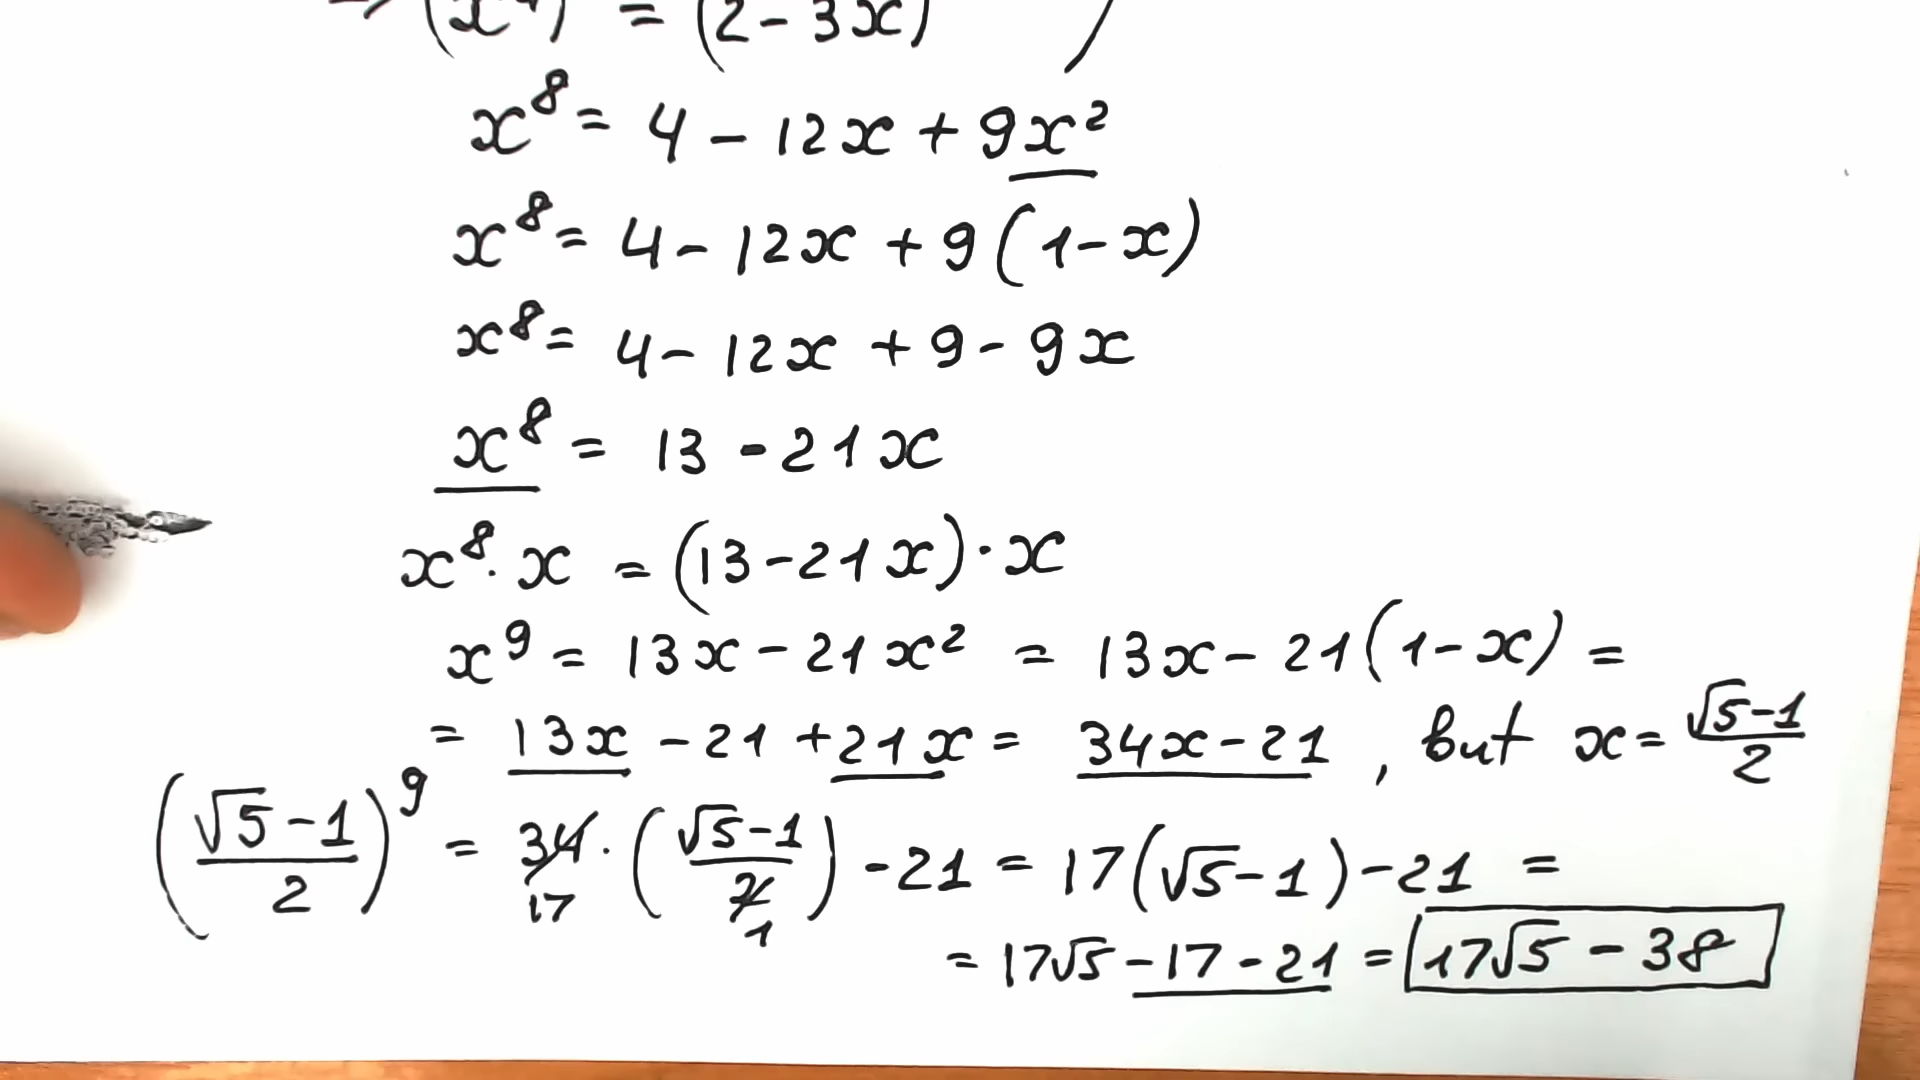 => (x⁴) = (2-3x) /
x⁸ = 4 - 12x + 9x²
x⁸ = 4 - 12x + 9(1-x)
x⁸ = 4 - 12x + 9 - 9x
x⁸ = 13 - 21x
x⁸·x = (13-21x)·x
x⁹ = 13x - 21x² = 13x - 21(1-x) =
= 13x - 21 + 21x = 34x - 21, but x = (√5-1)/2
((√5-1)/2)⁹ = 34·((√5-1)/2) - 21 = 17(√5-1) - 21 =
17 1
= 17√5 - 17 - 21 = 17√5 - 38